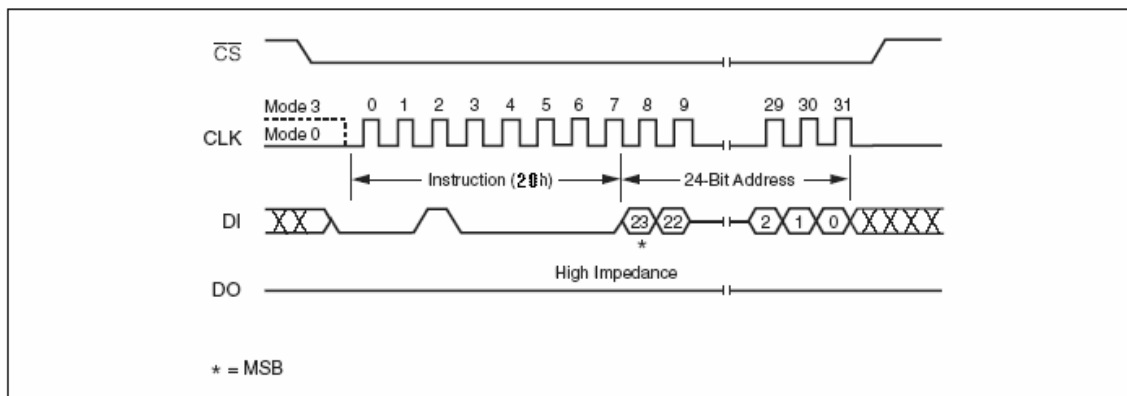 CS
Mode 3 0 1 2 3 4 5 6 7 8 9 29 30 31
CLK Mode 0
Instruction (20h) 24-Bit Address
DI 23 22 2 1 0
*
High Impedance
DO
* = MSB